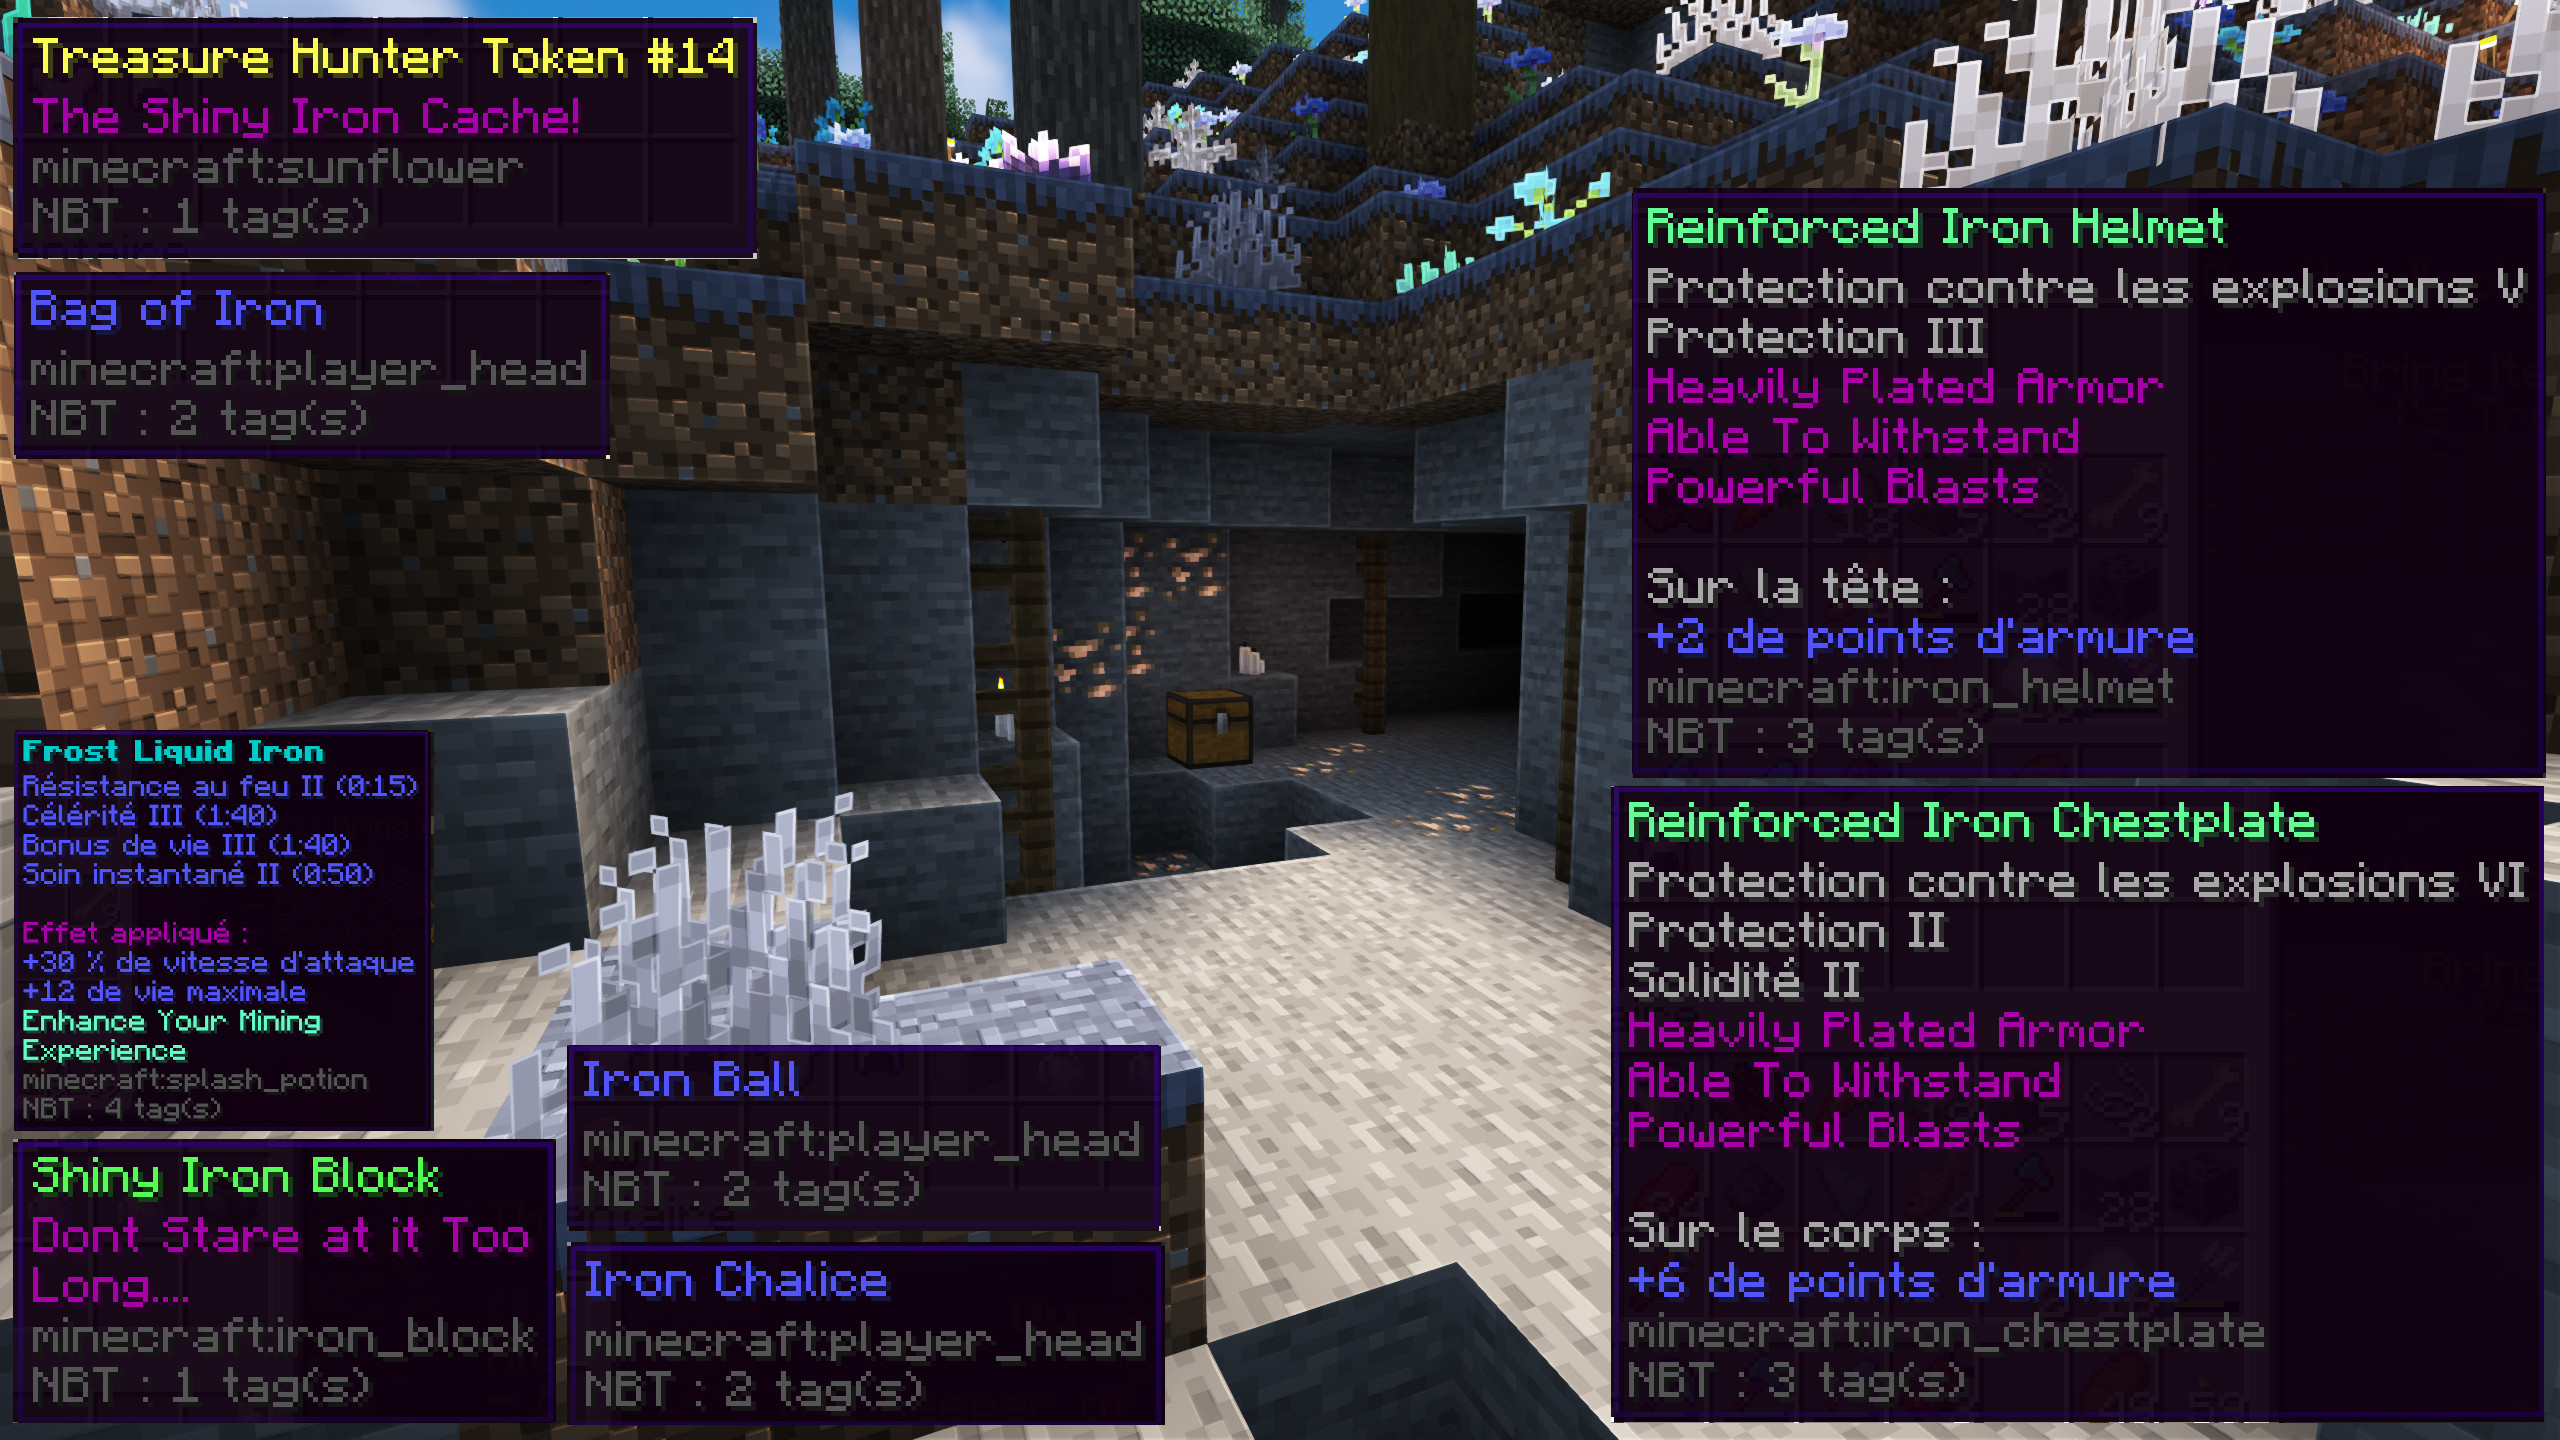 Treasure Hunter Token #14
The Shiny Iron Cache!
minecraft:sunflower
NBT : 1 tag(s)
Bag of Iron
minecraft:player_head
NBT : 2 tag(s)
Frost Liquid Iron
Résistance au feu II (0:15)
Célérité III (1:40)
Bonus de vie III (1:40)
Soin instantané II (0:50)
Effet appliqué :
+30 % de vitesse d'attaque
+12 de vie maximale
Enhance Your Mining
Experience
minecraft:splash_potion
NBT : 4 tag(s)
Shiny Iron Block
Dont Stare at it Too
Long....
minecraft:iron_block
NBT : 1 tag(s)
Iron Ball
minecraft:player_head
NBT : 2 tag(s)
Iron Chalice
minecraft:player_head
NBT : 2 tag(s)
Reinforced Iron Helmet
Protection contre les explosions V
Protection III
Heavily Plated Armor
Able To Withstand
Powerful Blasts
Sur la tête :
+2 de points d'armure
minecraft:iron_helmet
NBT : 3 tag(s)
Reinforced Iron Chestplate
Protection contre les explosions VI
Protection II
Solidité II
Heavily Plated Armor
Able To Withstand
Powerful Blasts
Sur le corps :
+6 de points d'armure
minecraft:iron_chestplate
NBT : 3 tag(s)